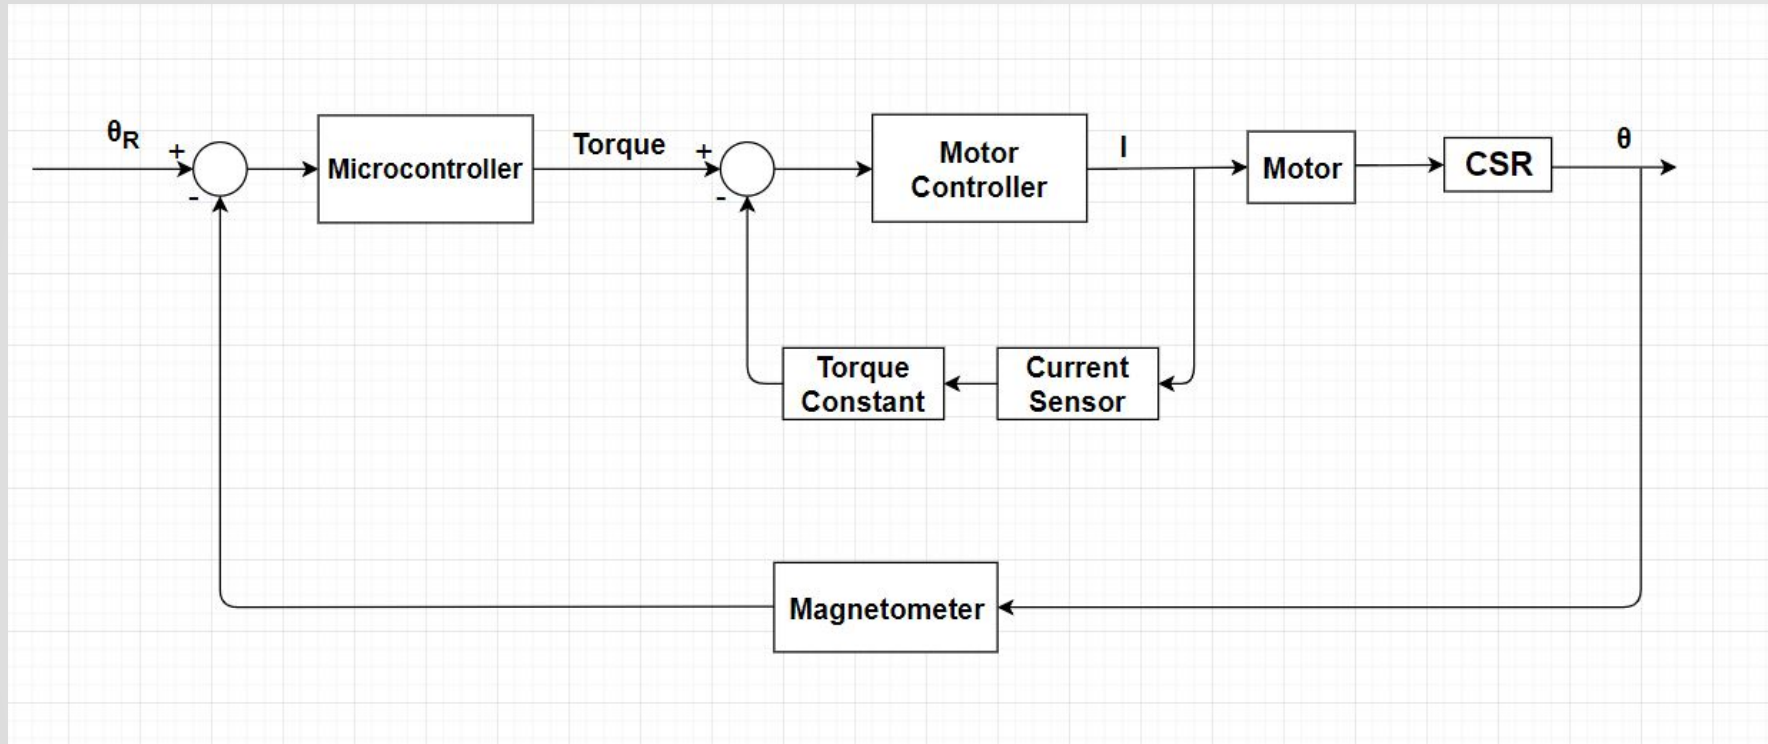 θR
+
-
Microcontroller
Torque
+
-
Motor
Controller
I
Motor
CSR
θ
Torque
Constant
Current
Sensor
Magnetometer